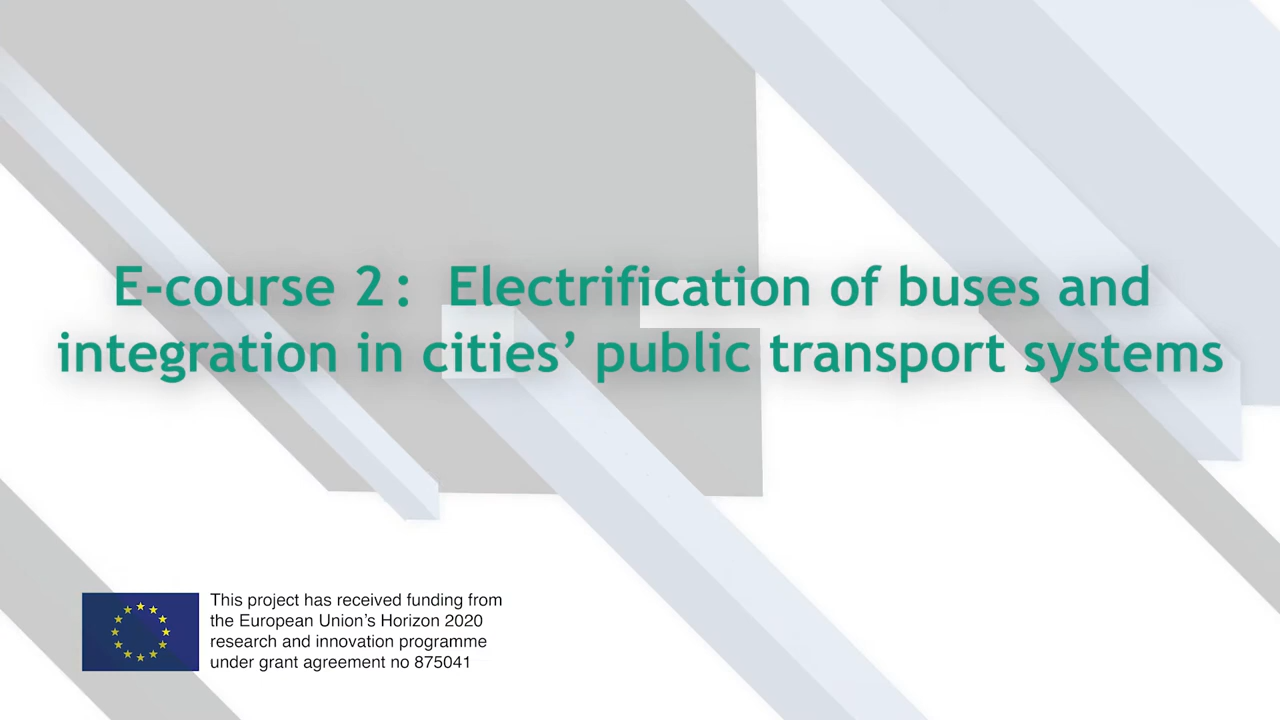 E-course 2 :  Electrification of buses and
integration in cities’ public transport systems
This project has received funding from
the European Union’s Horizon 2020
research and innovation programme
under grant agreement no 875041